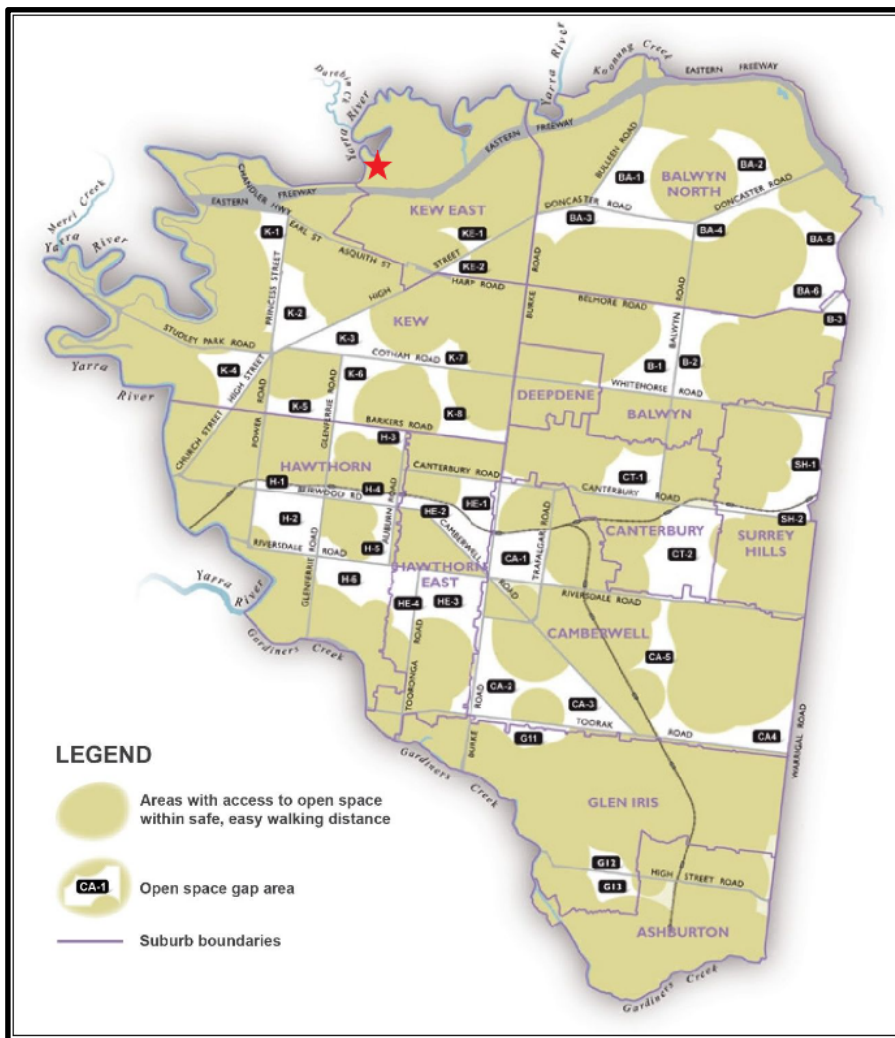 Darebin Ck
Yarra River
Yarra River
Koonung Creek
EASTERN FREEWAY
EASTERN FREEWAY
BULLEEN ROAD
BA-1
BA-2
BALWYN
NORTH
Merri Creek
CHANDLER HWY
EASTERN FREEWAY
KEW EAST
DONCASTER ROAD
DONCASTER ROAD
BA-3
BA-4
BA-5
Yarra River
K-1
EARL ST
ASQUITH ST
KE-1
KE-2
HIGH STREET
HARP ROAD
BURKE ROAD
BELMORE ROAD
BALWYN ROAD
BA-6
B-3
PRINCESS STREET
K-2
K-3
KEW
STUDLEY PARK ROAD
COTHAM ROAD
K-7
B-1
B-2
WHITEHORSE ROAD
Yarra River
K-4
HIGH STREET
K-6
K-5
K-8
DEEPDENE
BALWYN
CHURCH STREET
POWER ROAD
GLENFERRIE ROAD
BARKERS ROAD
H-3
HAWTHORN
CANTERBURY ROAD
CT-1
SH-1
H-1
BURWOOD RD
H-4
HE-1
CANTERBURY ROAD
H-2
AUBURN ROAD
HE-2
CAMBERWELL ROAD
TRAFALGAR ROAD
CANTERBURY
SH-2
SURREY
HILLS
RIVERSDALE ROAD
H-5
CA-1
CT-2
Yarra River
GLENFERRIE ROAD
H-6
HAWTHORN
EAST
RIVERSDALE ROAD
HE-4
HE-3
CAMBERWELL
Gardiners Creek
TOORONGA ROAD
CA-5
CA-2
CA-3
BURKE ROAD
TOORAK ROAD
CA4
WARRIGAL ROAD
G11
Gardiners Creek
GLEN IRIS
G12
HIGH STREET ROAD
G13
ASHBURTON
Gardiners Creek
LEGEND
Areas with access to open space
within safe, easy walking distance
CA-1
Open space gap area
Suburb boundaries